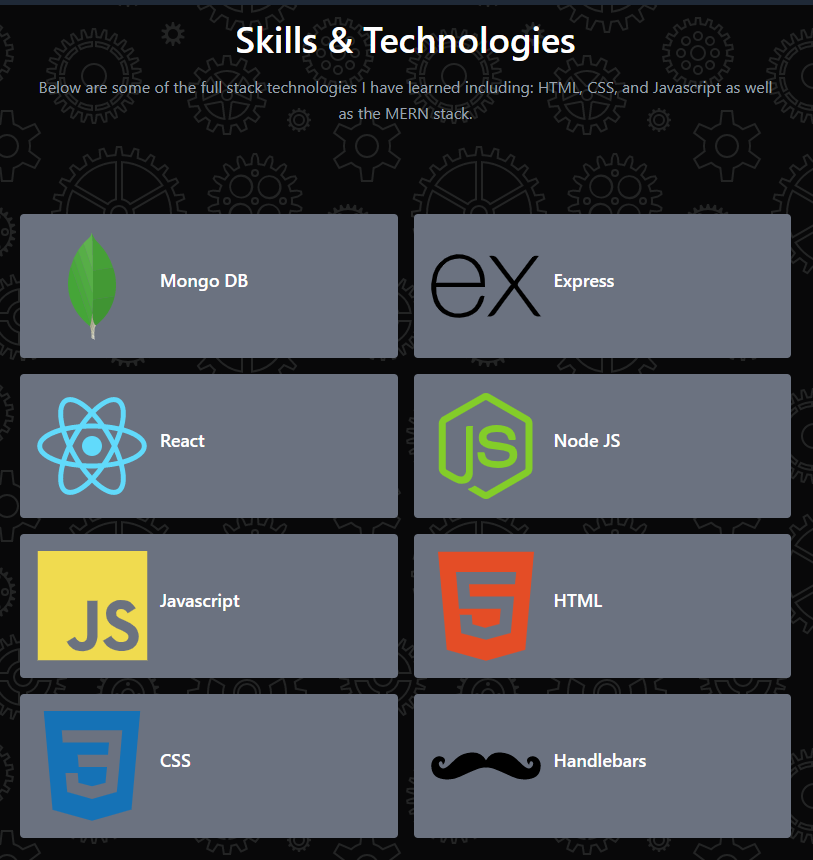 Skills & Technologies
Below are some of the full stack technologies I have learned including: HTML, CSS, and Javascript as well
as the MERN stack.
Mongo DB
ex Express
React
JS Node JS
JS Javascript
5 HTML
3 CSS
Handlebars